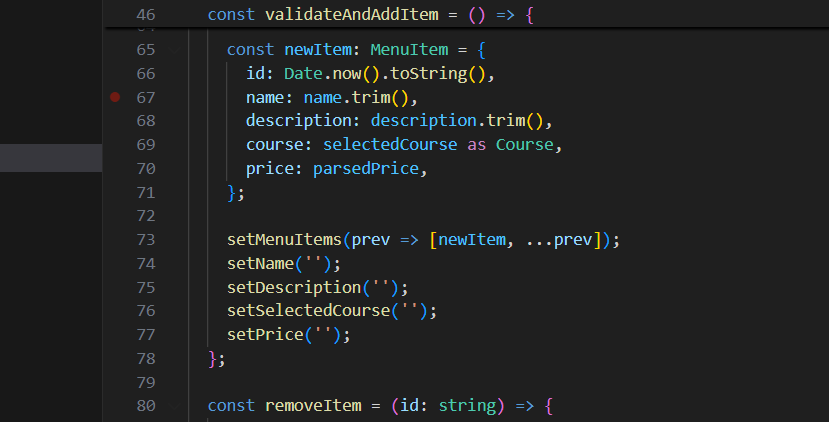 46 const validateAndAddItem = () => {
65 const newItem: MenuItem = {
66 id: Date.now().toString(),
67 name: name.trim(),
68 description: description.trim(),
69 course: selectedCourse as Course,
70 price: parsedPrice,
71 };
72
73 setMenuItems(prev => [newItem, ...prev]);
74 setName('');
75 setDescription('');
76 setSelectedCourse('');
77 setPrice('');
78 };
79
80 const removeItem = (id: string) => {